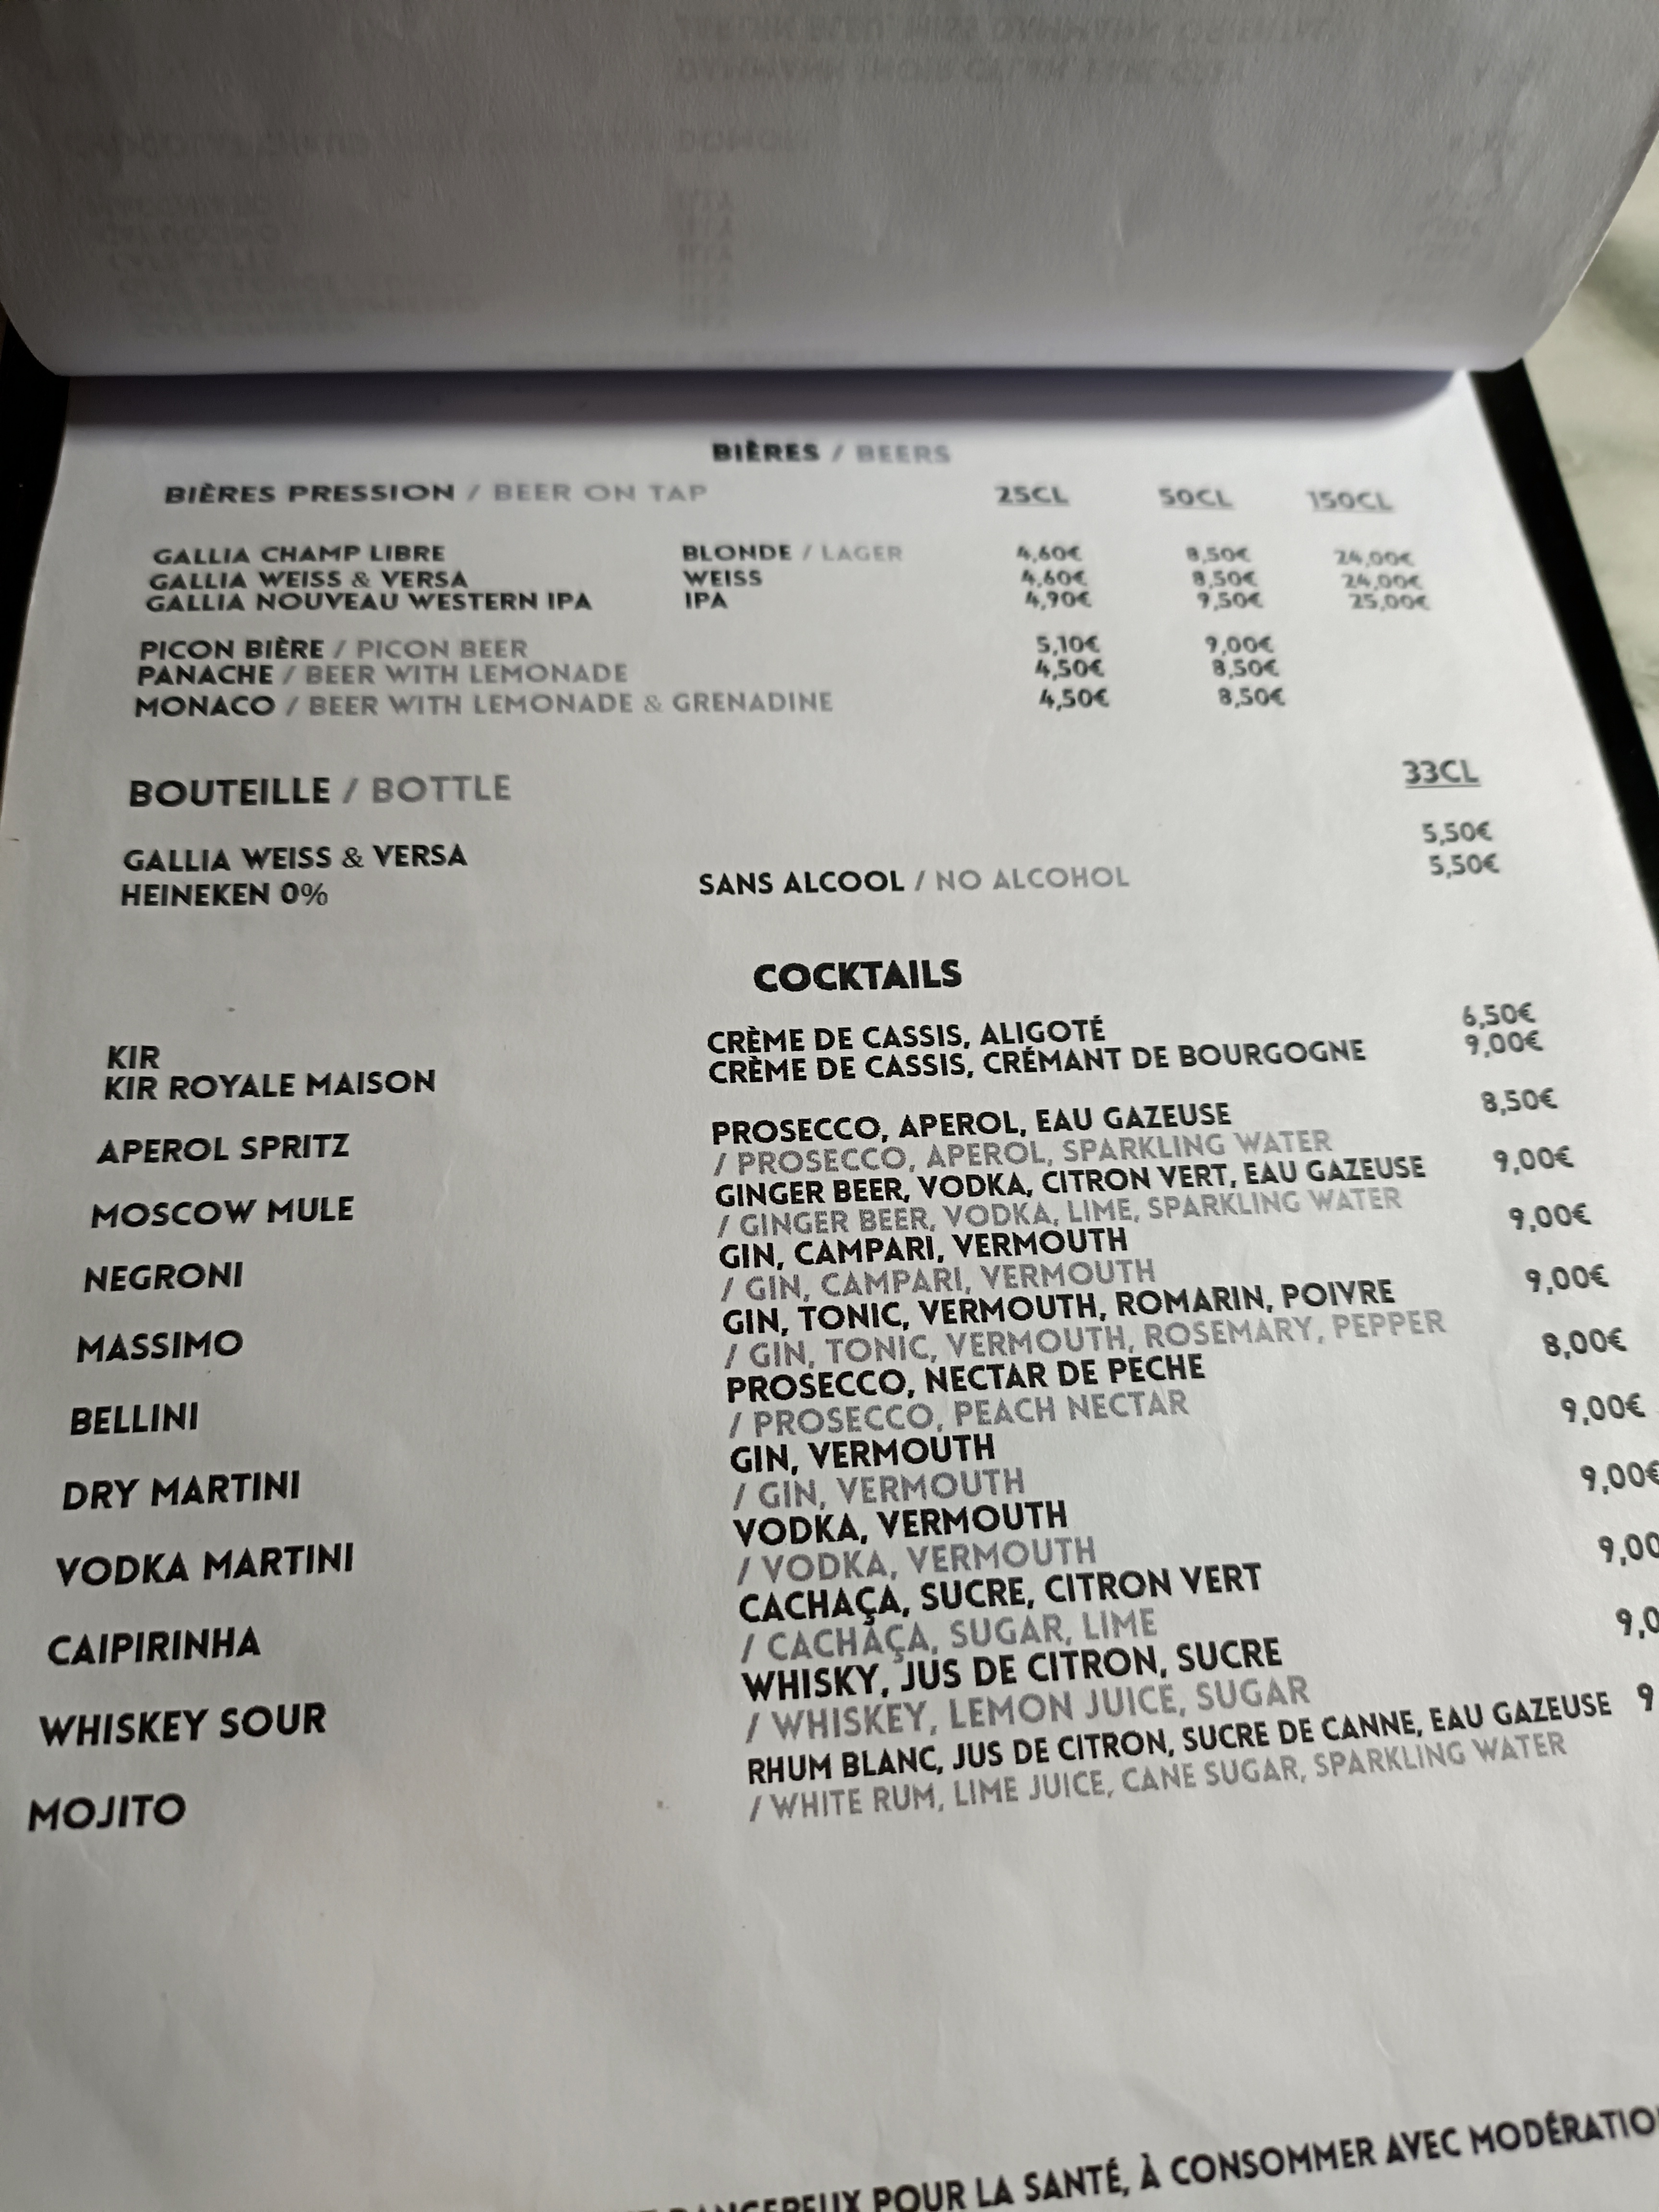 BIÈRES / BEERS
BIÈRES PRESSION / BEER ON TAP 25CL 50CL 150CL
GALLIA CHAMP LIBRE BLONDE / LAGER 4,60€ 8,50€ 24,00€
GALLIA WEISS & VERSA WEISS 4,60€ 8,50€ 24,00€
GALLIA NOUVEAU WESTERN IPA IPA 4,90€ 9,50€ 25,00€
PICON BIÈRE / PICON BEER 5,10€ 9,00€
PANACHE / BEER WITH LEMONADE 4,50€ 8,50€
MONACO / BEER WITH LEMONADE & GRENADINE 4,50€ 8,50€
BOUTEILLE / BOTTLE 33CL
GALLIA WEISS & VERSA 5,50€
HEINEKEN 0% SANS ALCOOL / NO ALCOHOL 5,50€
COCKTAILS
KIR CRÈME DE CASSIS, ALIGOTÉ 6,50€
KIR ROYALE MAISON CRÈME DE CASSIS, CRÉMANT DE BOURGOGNE 9,00€
APEROL SPRITZ PROSECCO, APEROL, EAU GAZEUSE 8,50€
/ PROSECCO, APEROL, SPARKLING WATER
MOSCOW MULE GINGER BEER, VODKA, CITRON VERT, EAU GAZEUSE 9,00€
/ GINGER BEER, VODKA, LIME, SPARKLING WATER
NEGRONI GIN, CAMPARI, VERMOUTH 9,00€
/ GIN, CAMPARI, VERMOUTH
MASSIMO GIN, TONIC, VERMOUTH, ROMARIN, POIVRE 9,00€
/ GIN, TONIC, VERMOUTH, ROSEMARY, PEPPER
BELLINI PROSECCO, NECTAR DE PECHE 8,00€
/ PROSECCO, PEACH NECTAR
DRY MARTINI GIN, VERMOUTH 9,00€
/ GIN, VERMOUTH
VODKA MARTINI VODKA, VERMOUTH 9,00€
/ VODKA, VERMOUTH
CAIPIRINHA CACHAÇA, SUCRE, CITRON VERT 9,00
/ CACHAÇA, SUGAR, LIME
WHISKEY SOUR WHISKY, JUS DE CITRON, SUCRE 9,0
/ WHISKEY, LEMON JUICE, SUGAR
MOJITO RHUM BLANC, JUS DE CITRON, SUCRE DE CANNE, EAU GAZEUSE 9
/ WHITE RUM, LIME JUICE, CANE SUGAR, SPARKLING WATER
DANGEREUX POUR LA SANTÉ, À CONSOMMER AVEC MODÉRATIO